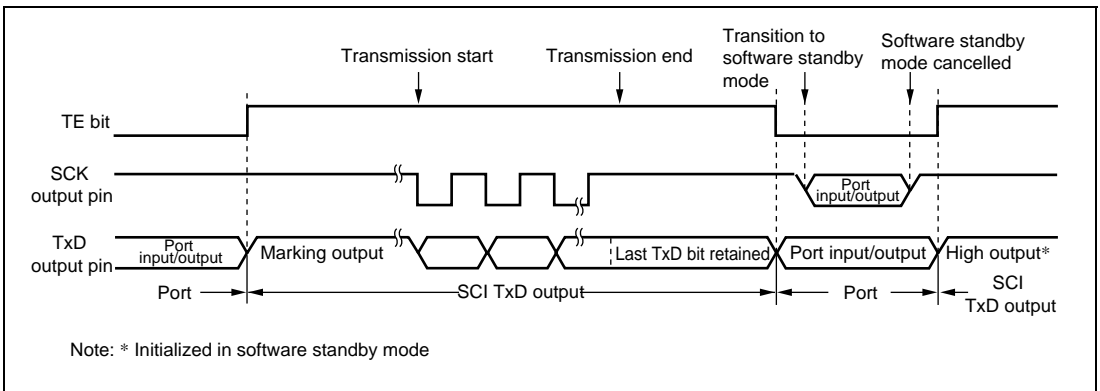 Transmission start
Transmission end
Transition to
software standby
mode
Software standby
mode cancelled
TE bit
SCK
output pin
Port
input/output
TxD
output pin
Port
input/output
Marking output
Last TxD bit retained
Port input/output
High output*
Port
SCI TxD output
Port
SCI
TxD output
Note: * Initialized in software standby mode